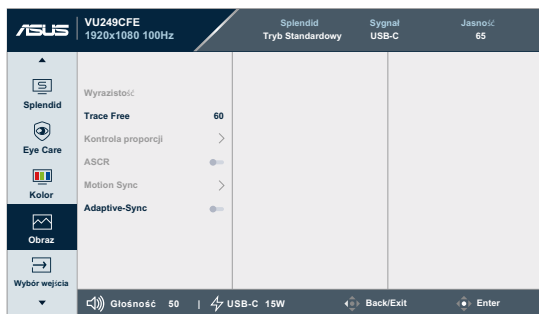 ASUS
VU249CFE
1920x1080 100Hz
Splendid
Tryb Standardowy
Sygnał
USB-C
Jasność
65
Splendid
Eye Care
Kolor
Obraz
Wybór wejścia
Wyrazistość
Trace Free 60
Kontrola proporcji
ASCR
Motion Sync
Adaptive-Sync
Głośność 50 | USB-C 15W Back/Exit Enter